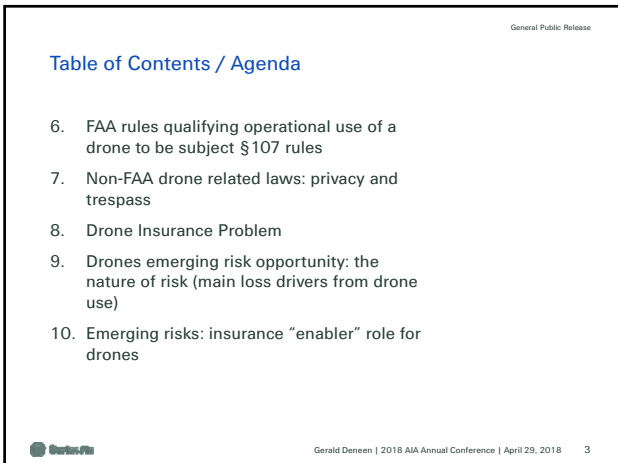 General Public Release
Table of Contents / Agenda
6. FAA rules qualifying operational use of a
drone to be subject §107 rules
7. Non-FAA drone related laws: privacy and
trespass
8. Drone Insurance Problem
9. Drones emerging risk opportunity: the
nature of risk (main loss drivers from drone
use)
10. Emerging risks: insurance “enabler” role for
drones
Gerald Deneen | 2018 AIA Annual Conference | April 29, 2018 3